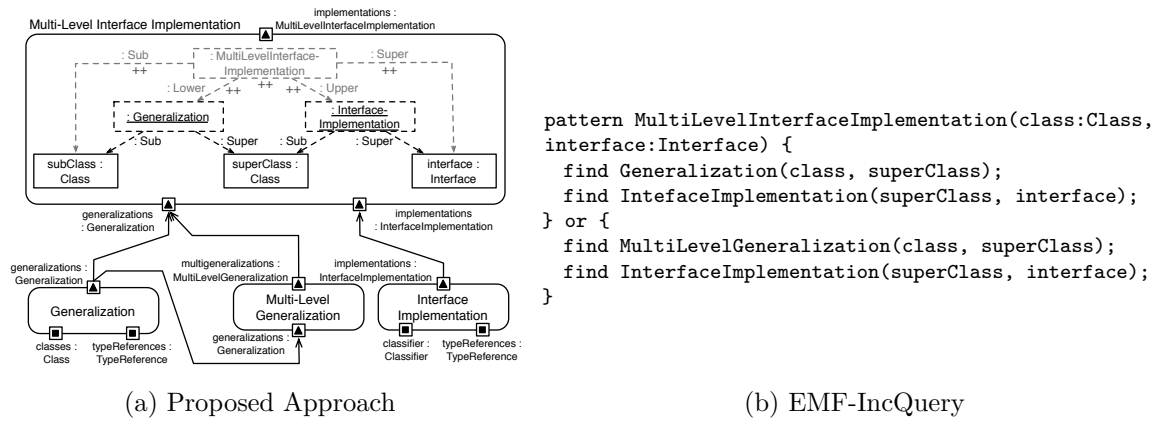 implementations :
Multi-Level Interface Implementation
MultiLevelInterfaceImplementation
: Sub
: MultiLevelInterface-
Implementation
: Super
++
++
: Lower
++
++
++
: Upper
: Generalization
: Interface-
Implementation
: Sub
: Super
: Sub
: Super
subClass :
Class
superClass :
Class
interface :
Interface
generalizations
: Generalization
implementations
: InterfaceImplementation
generalizations :
Generalization
multigeneralizations :
MultiLevelGeneralization
implementations :
InterfaceImplementation
Generalization
Multi-Level
Generalization
Interface
Implementation
classes :
Class
typeReferences :
TypeReference
generalizations :
Generalization
classifier :
Classifier
typeReferences :
TypeReference
(a) Proposed Approach
pattern MultiLevelInterfaceImplementation(class:Class,
interface:Interface) {
find Generalization(class, superClass);
find IntefaceImplementation(superClass, interface);
} or {
find MultiLevelGeneralization(class, superClass);
find InterfaceImplementation(superClass, interface);
}
(b) EMF-IncQuery